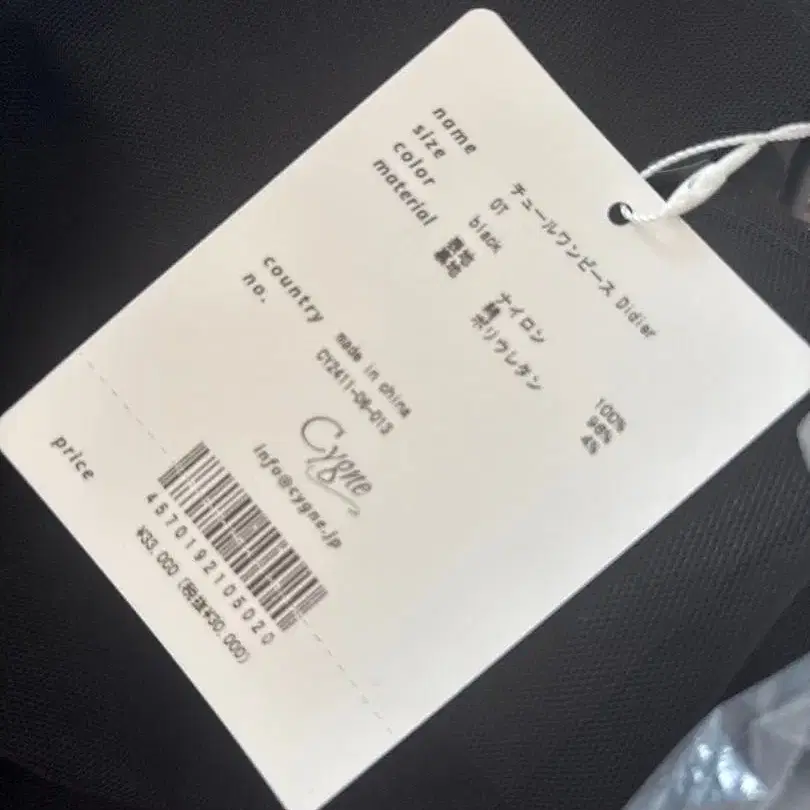 name チュールワンピース Didier
size 0T
color black
material 表地 ナイロン 100%
裏地 綿 96%
ポリウレタン 4%
country made in china
no. CY2411-06-013
Cygne
info@cygne.jp
price
4570192105020
¥33,000 (税抜¥30,000)